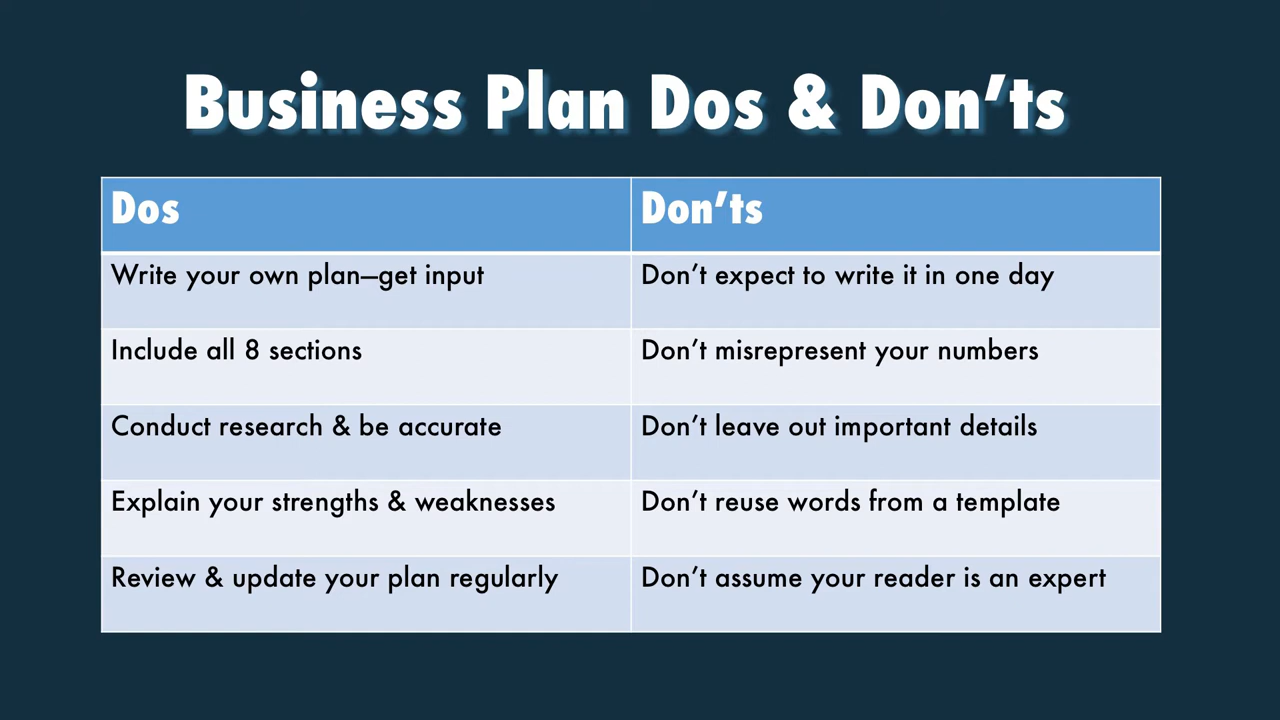 Business Plan Dos & Don’ts
Dos
Don’ts
Write your own plan—get input
Don’t expect to write it in one day
Include all 8 sections
Don’t misrepresent your numbers
Conduct research & be accurate
Don’t leave out important details
Explain your strengths & weaknesses
Don’t reuse words from a template
Review & update your plan regularly
Don’t assume your reader is an expert